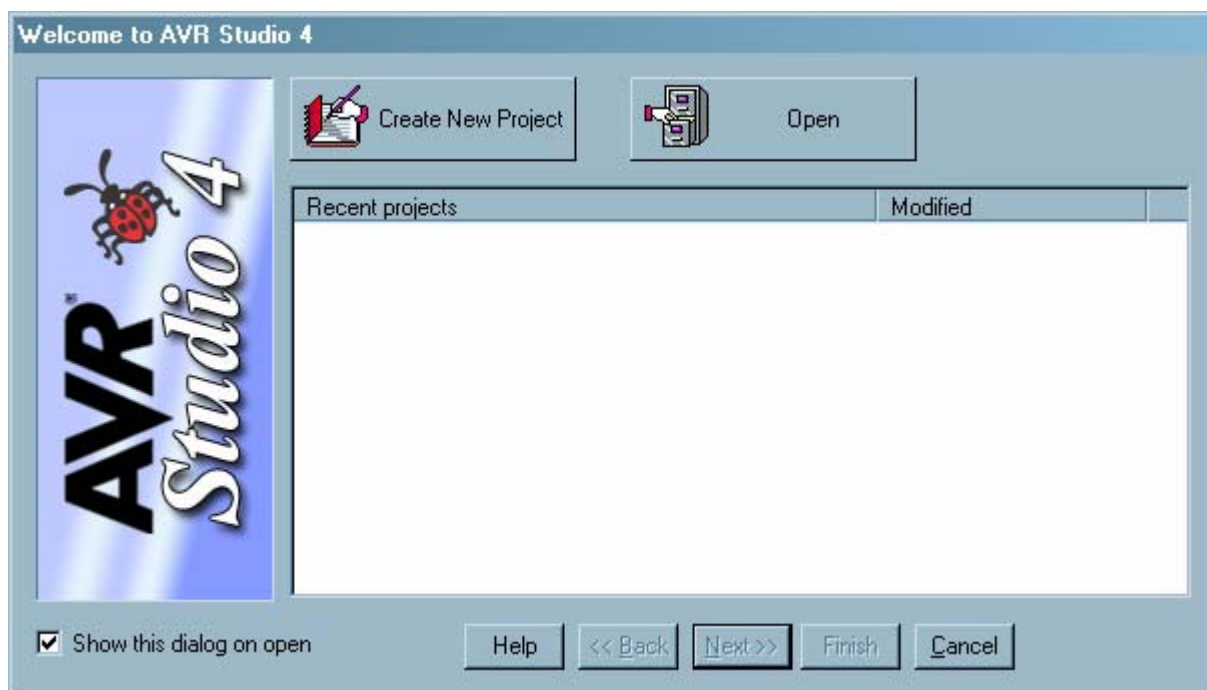 Welcome to AVR Studio 4
AVR
Studio 4
Create New Project
Open
Recent projects
Modified
Show this dialog on open
Help
<< Back
Next >>
Finish
Cancel